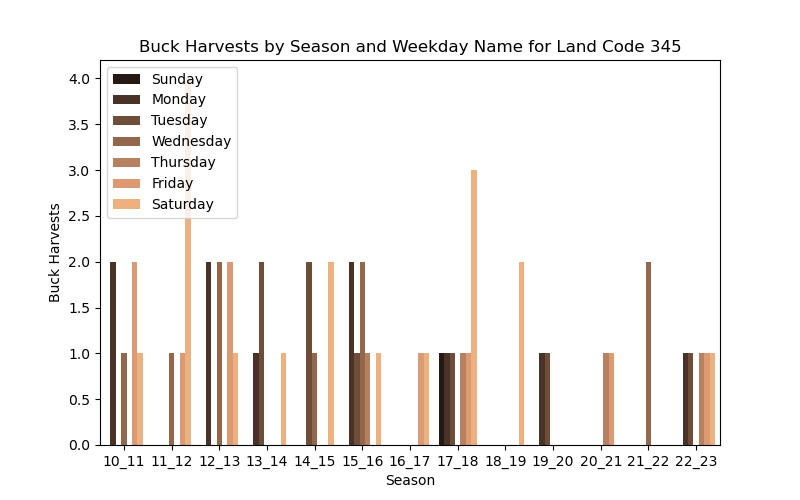 Buck Harvests by Season and Weekday Name for Land Code 345
Buck Harvests
4.0
3.5
3.0
2.5
2.0
1.5
1.0
0.5
0.0
Sunday
Monday
Tuesday
Wednesday
Thursday
Friday
Saturday
10_11 11_12 12_13 13_14 14_15 15_16 16_17 17_18 18_19 19_20 20_21 21_22 22_23
Season